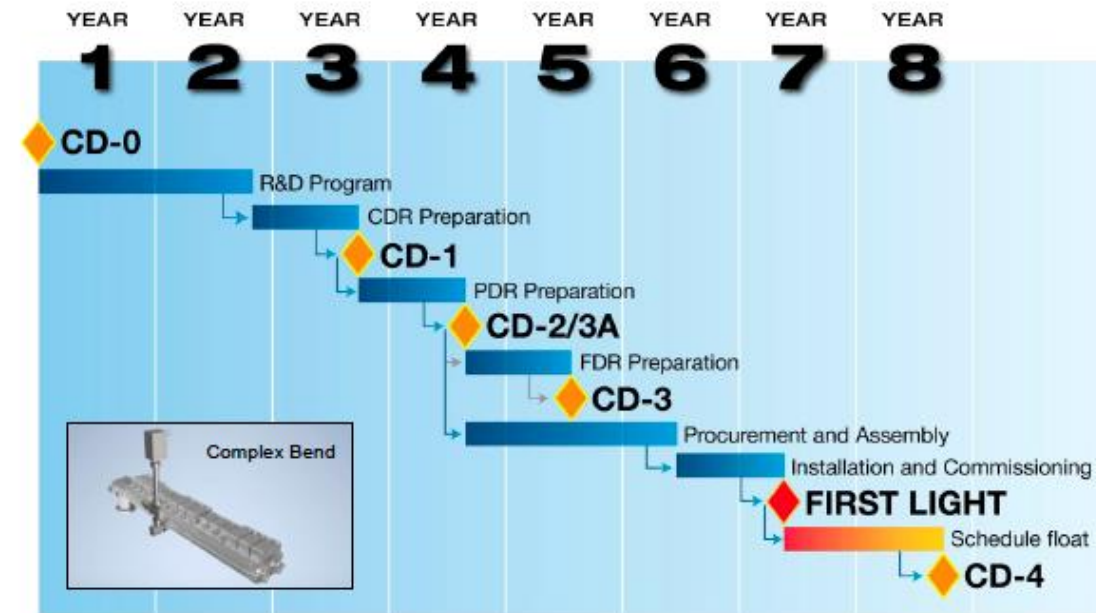 YEAR YEAR YEAR YEAR YEAR YEAR YEAR YEAR
1 2 3 4 5 6 7 8
CD-0
R&D Program
CDR Preparation
CD-1
PDR Preparation
CD-2/3A
FDR Preparation
CD-3
Procurement and Assembly
Complex Bend
Installation and Commissioning
FIRST LIGHT
Schedule float
CD-4